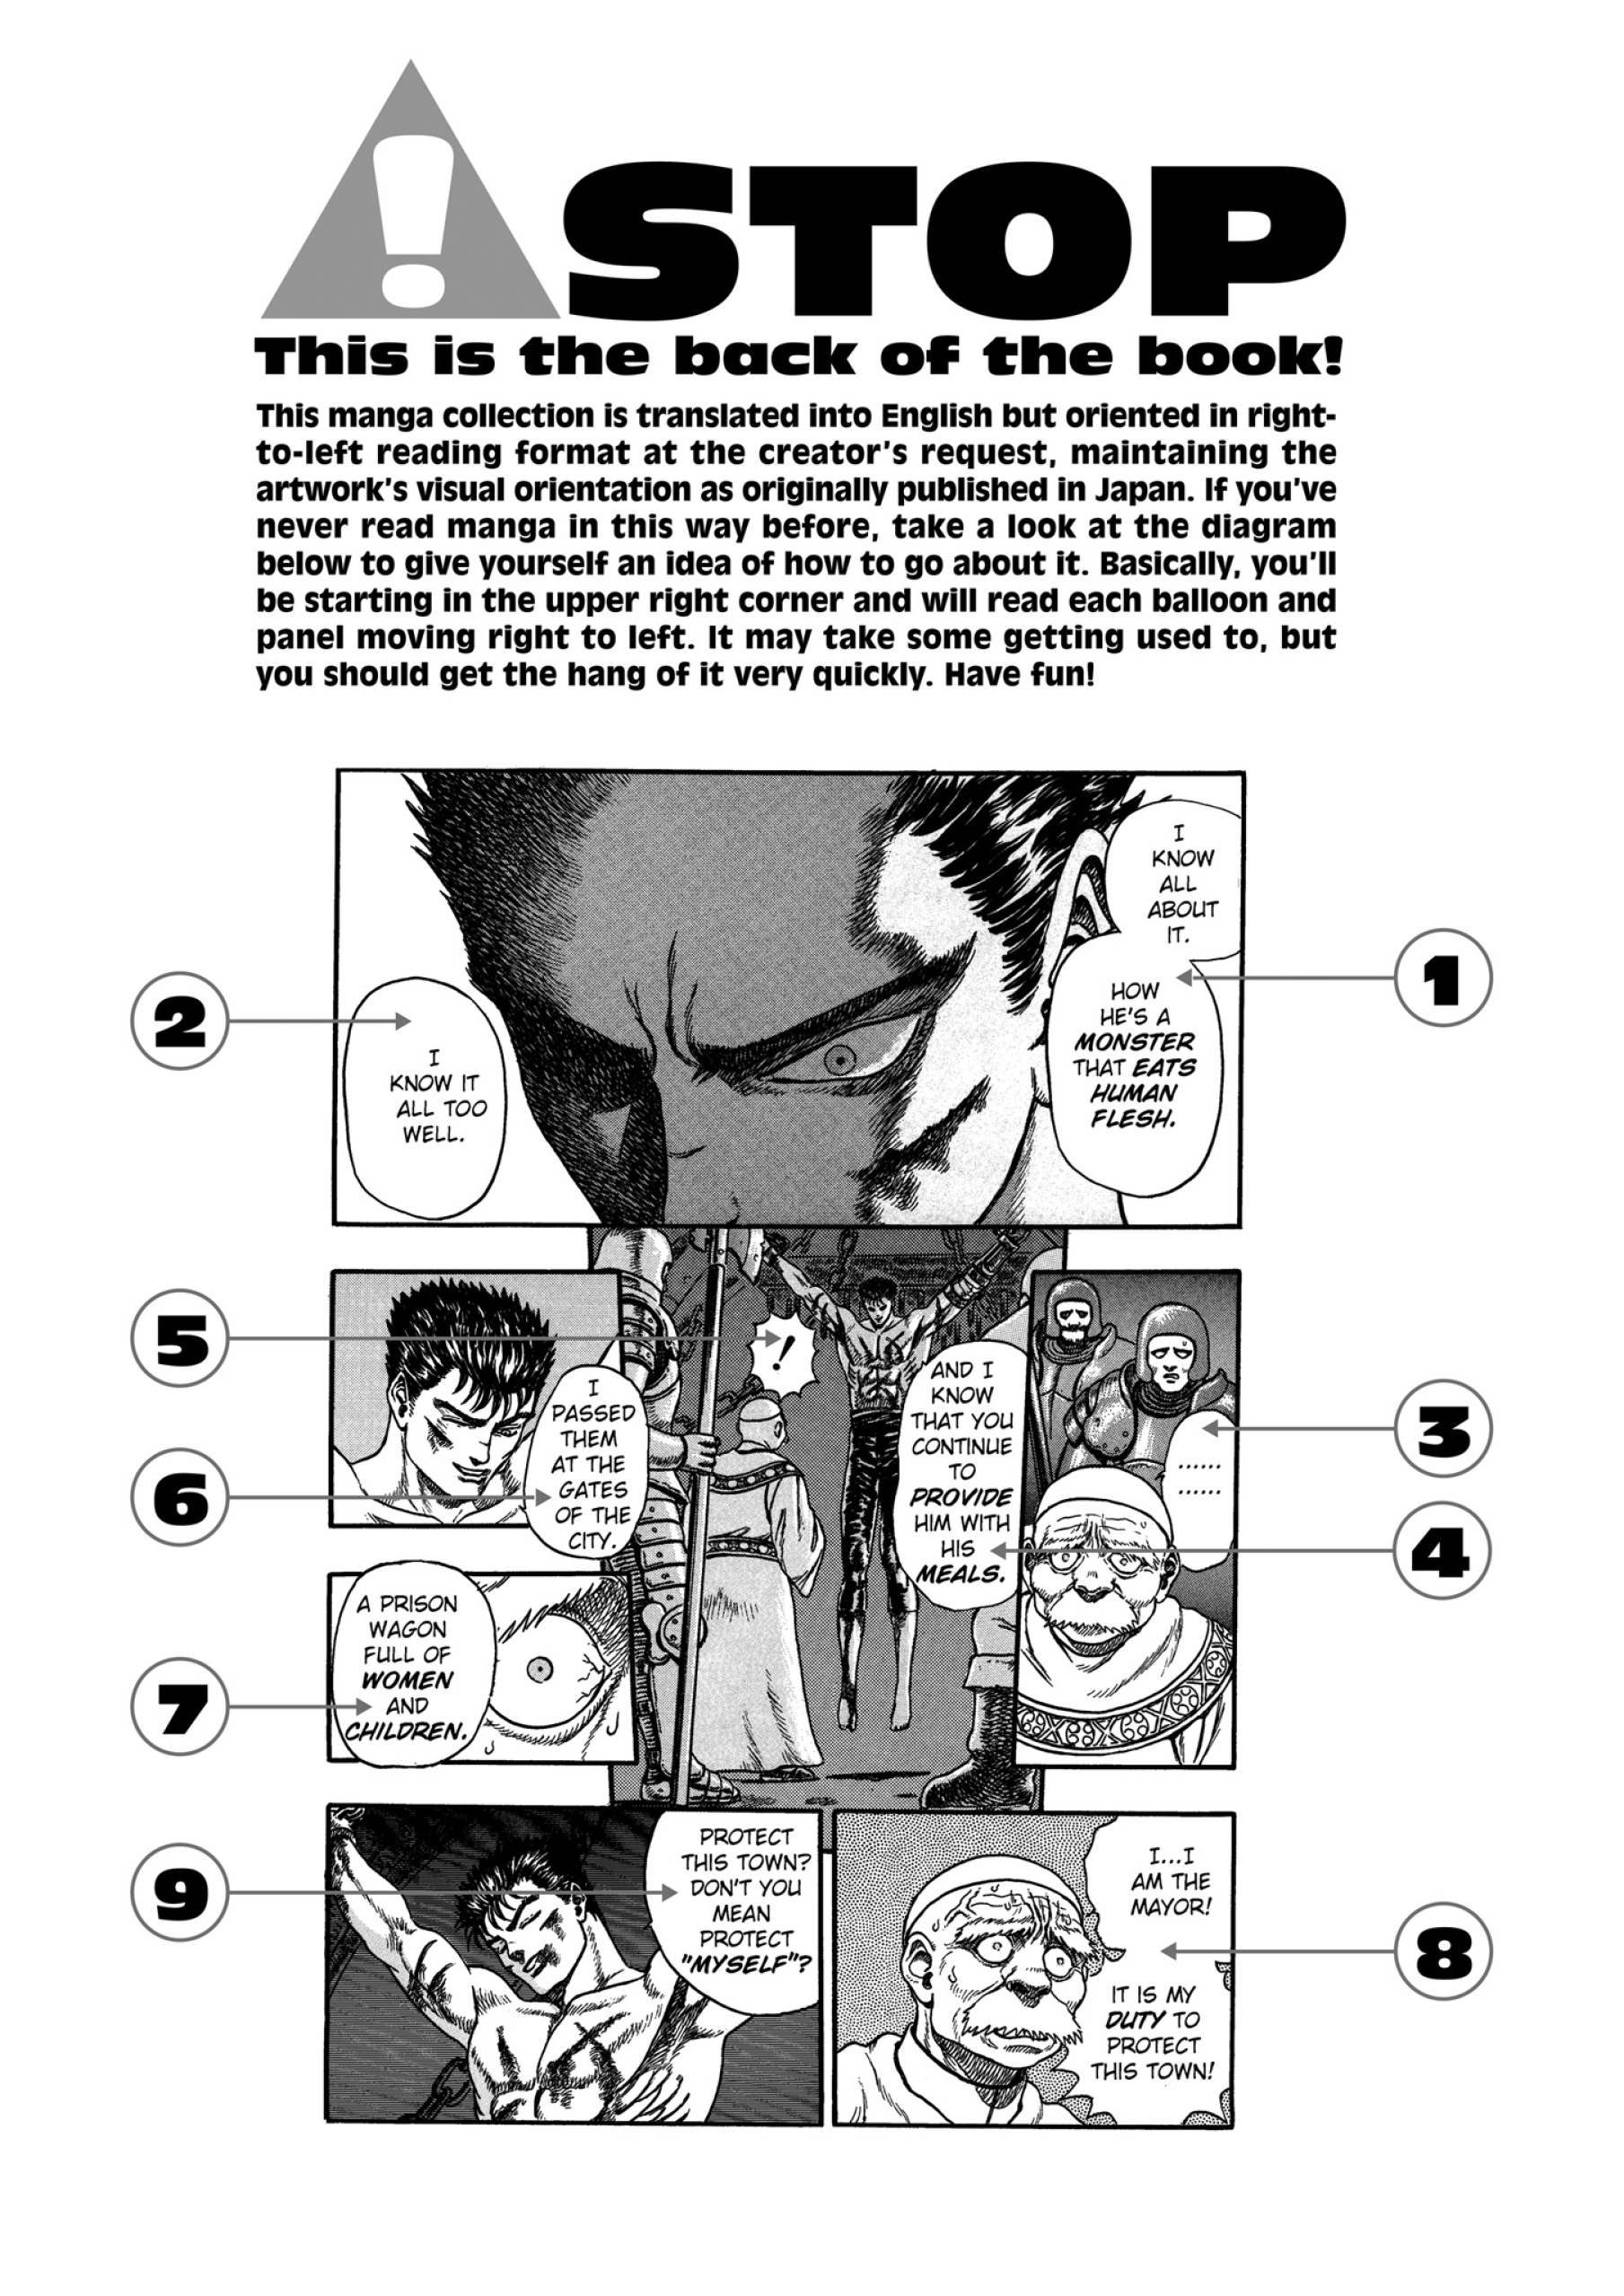 !
STOP
This is the back of the book!
This manga collection is translated into English but oriented in right-
to-left reading format at the creator's request, maintaining the
artwork's visual orientation as originally published in Japan. If you've
never read manga in this way before, take a look at the diagram
below to give yourself an idea of how to go about it. Basically, you'll
be starting in the upper right corner and will read each balloon and
panel moving right to left. It may take some getting used to, but
you should get the hang of it very quickly. Have fun!
1
I
KNOW
ALL
ABOUT
IT.
HOW
HE'S A
MONSTER
THAT EATS
HUMAN
FLESH.
2
I
KNOW IT
ALL TOO
WELL.
3
......
......
4
AND I
KNOW
THAT YOU
CONTINUE
TO
PROVIDE
HIM WITH
HIS
MEALS.
5
!
6
I
PASSED
THEM
AT THE
GATES
OF THE
CITY.
7
A PRISON
WAGON
FULL OF
WOMEN
AND
CHILDREN.
8
I...I
AM THE
MAYOR!
IT IS MY
DUTY TO
PROTECT
THIS TOWN!
9
PROTECT
THIS TOWN?
DON'T YOU
MEAN
PROTECT
"MYSELF"?